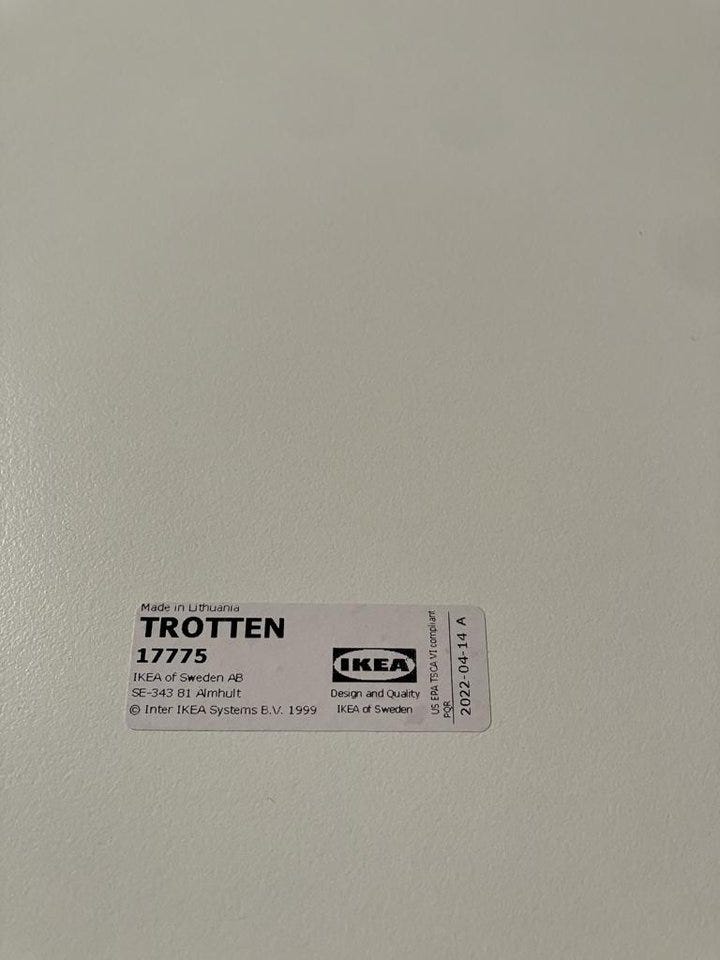 Made in Lithuania
TROTTEN
17775
IKEA of Sweden AB
SE-343 81 Älmhult
© Inter IKEA Systems B.V. 1999
IKEA
Design and Quality
IKEA of Sweden
US EPA TSCA VI compliant
PQR
2022-04-14 A